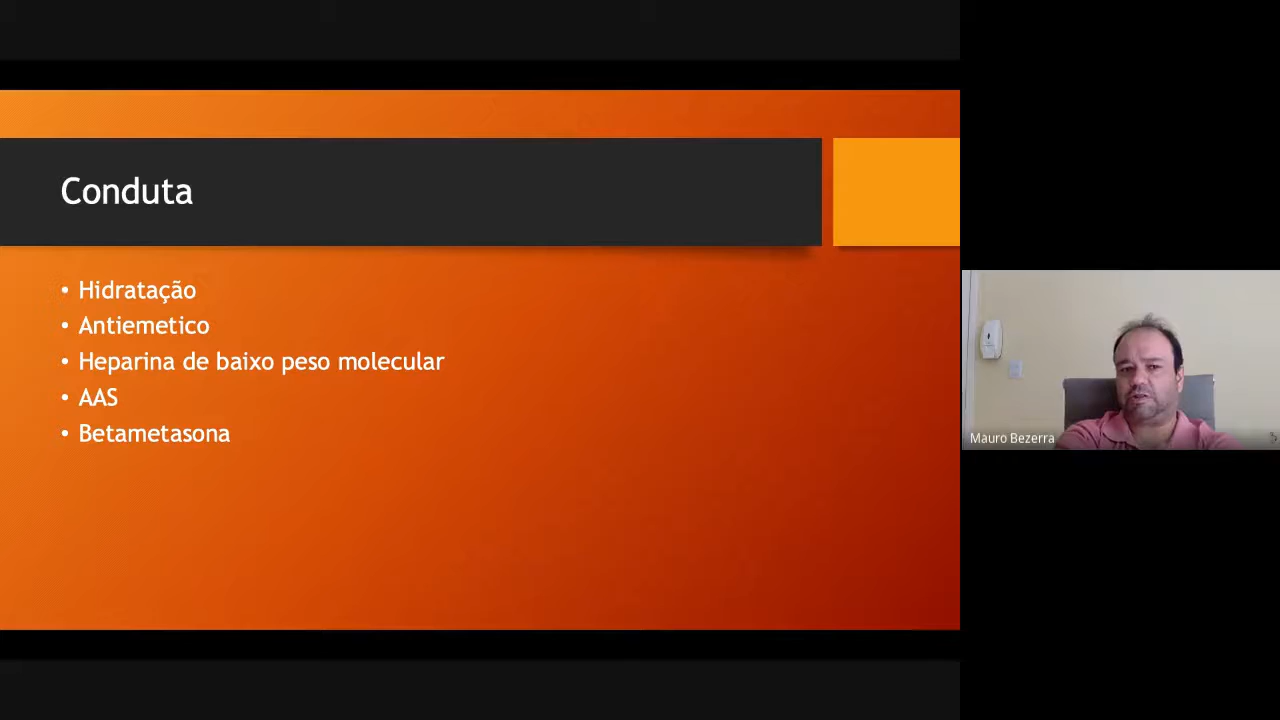 Conduta
• Hidratação
• Antiemetico
• Heparina de baixo peso molecular
• AAS
• Betametasona
Mauro Bezerra